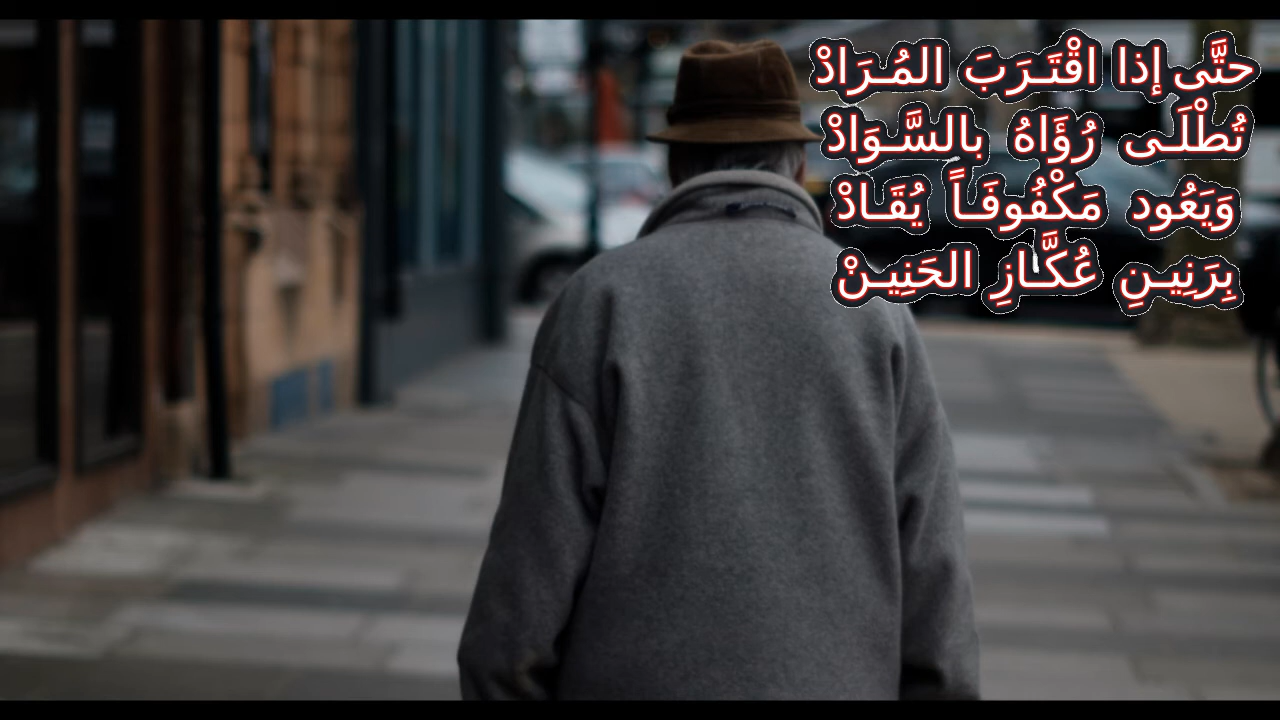 حتَّى إذا اقْتَـرَبَ المُـرَادْ
تُطْلَـى رُؤَاهُ بالسَّـوَادْ
وَيَعُود مَكْفُوفَـاً يُقَـادْ
بِرَنِيـنِ عُكَّـازِ الحَنِيـنْ